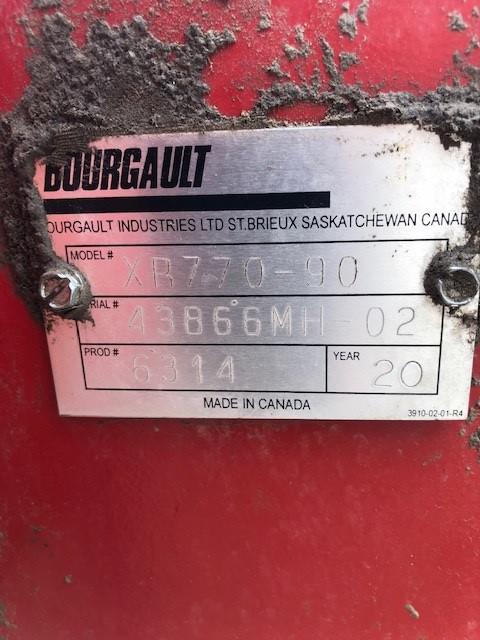 BOURGAULT
OURGAULT INDUSTRIES LTD ST.BRIEUX SASKATCHEWAN CANAD
MODEL # XR770-90
ERIAL # 43866MH-02
PROD # 6314 YEAR 20
MADE IN CANADA
3910-02-01-R4